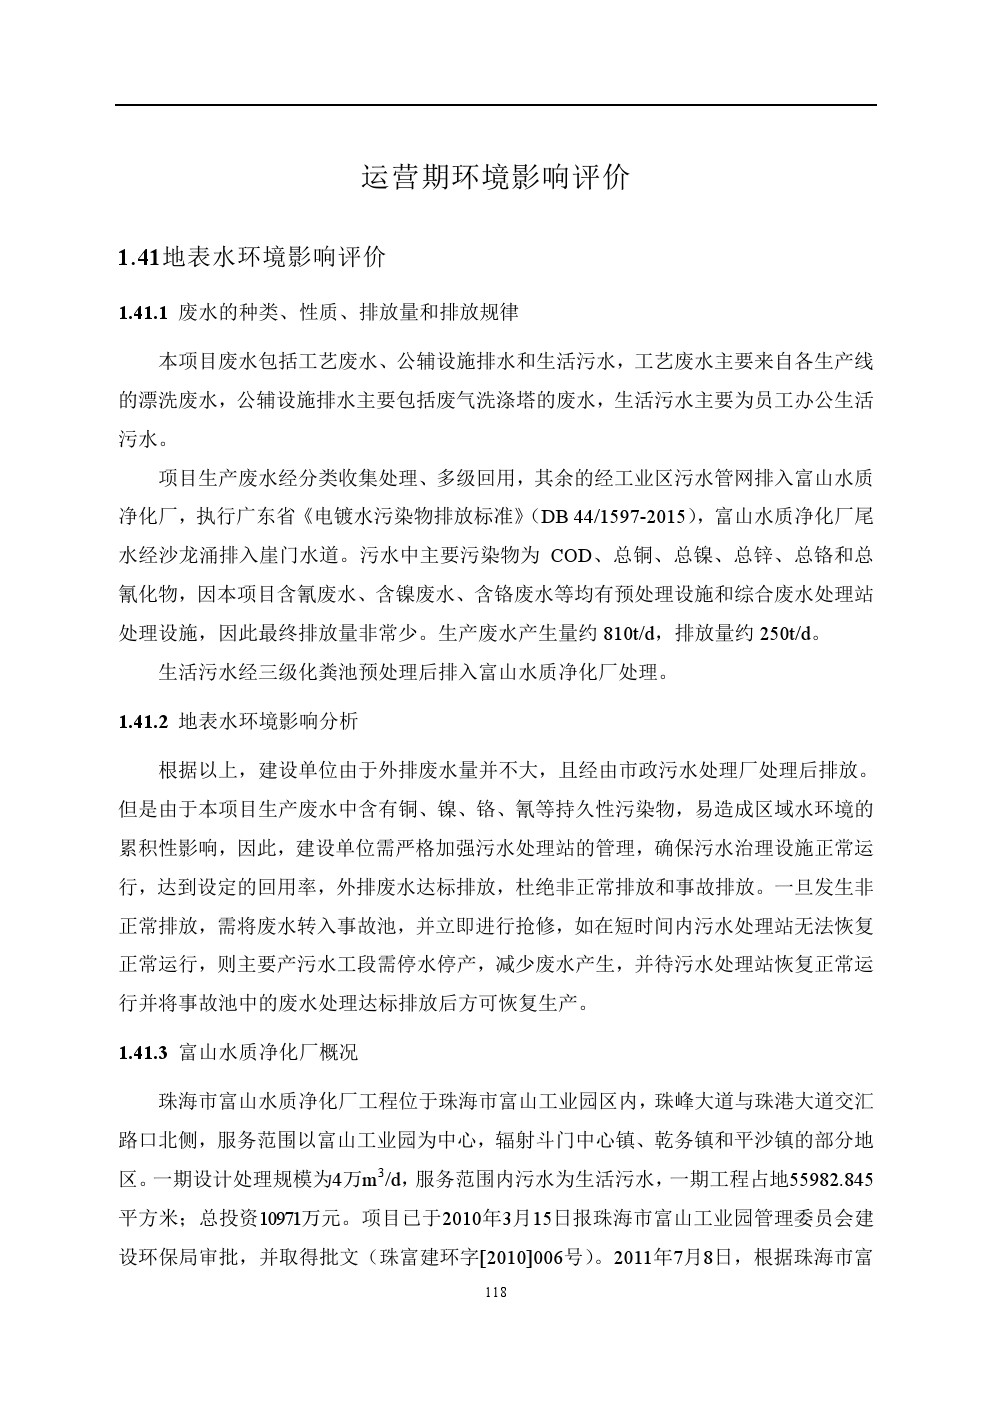 运营期环境影响评价
1.41地表水环境影响评价
1.41.1 废水的种类、性质、排放量和排放规律
本项目废水包括工艺废水、公辅设施排水和生活污水，工艺废水主要来自各生产线
的漂洗废水，公辅设施排水主要包括废气洗涤塔的废水，生活污水主要为员工办公生活
污水。
项目生产废水经分类收集处理、多级回用，其余的经工业区污水管网排入富山水质
净化厂，执行广东省《电镀水污染物排放标准》（DB 44/1597-2015），富山水质净化厂尾
水经沙龙涌排入崖门水道。污水中主要污染物为 COD、总铜、总镍、总锌、总铬和总
氰化物，因本项目含氰废水、含镍废水、含铬废水等均有预处理设施和综合废水处理站
处理设施，因此最终排放量非常少。生产废水产生量约 810t/d，排放量约 250t/d。
生活污水经三级化粪池预处理后排入富山水质净化厂处理。
1.41.2 地表水环境影响分析
根据以上，建设单位由于外排废水量并不大，且经由市政污水处理厂处理后排放。
但是由于本项目生产废水中含有铜、镍、铬、氰等持久性污染物，易造成区域水环境的
累积性影响，因此，建设单位需严格加强污水处理站的管理，确保污水治理设施正常运
行，达到设定的回用率，外排废水达标排放，杜绝非正常排放和事故排放。一旦发生非
正常排放，需将废水转入事故池，并立即进行抢修，如在短时间内污水处理站无法恢复
正常运行，则主要产污水工段需停水停产，减少废水产生，并待污水处理站恢复正常运
行并将事故池中的废水处理达标排放后方可恢复生产。
1.41.3 富山水质净化厂概况
珠海市富山水质净化厂工程位于珠海市富山工业园区内，珠峰大道与珠港大道交汇
路口北侧，服务范围以富山工业园为中心，辐射斗门中心镇、乾务镇和平沙镇的部分地
区。一期设计处理规模为4万m³/d，服务范围内污水为生活污水，一期工程占地55982.845
平方米；总投资10971万元。项目已于2010年3月15日报珠海市富山工业园管理委员会建
设环保局审批，并取得批文（珠富建环字[2010]006号）。2011年7月8日，根据珠海市富
118